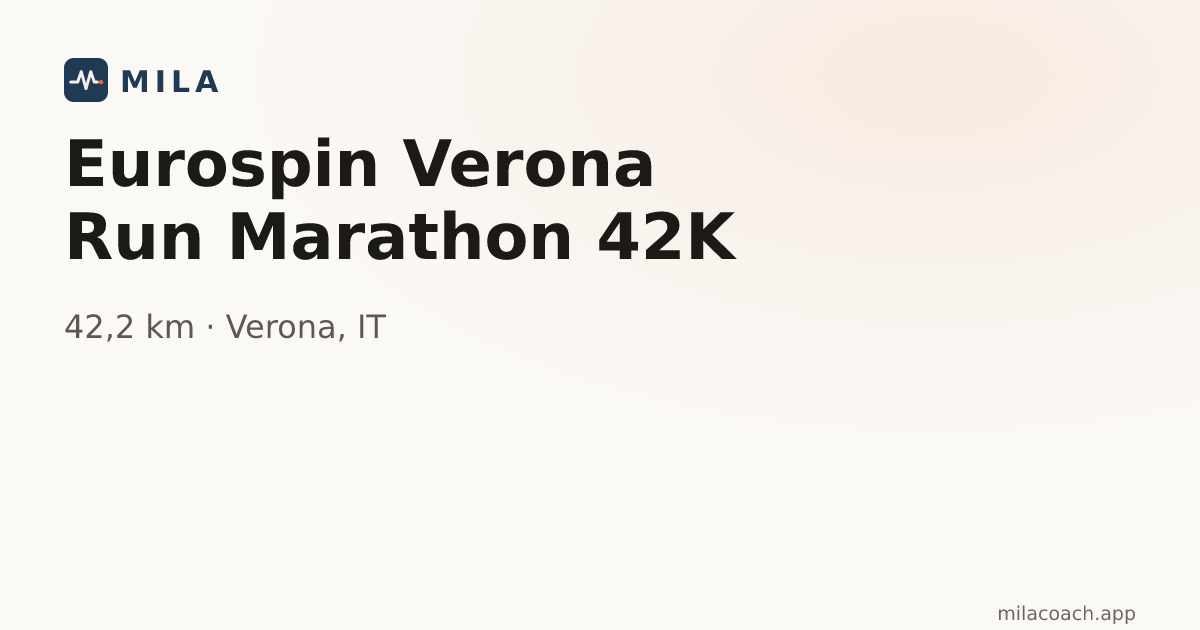 MILA
Eurospin Verona
Run Marathon 42K
42,2 km · Verona, IT
milacoach.app